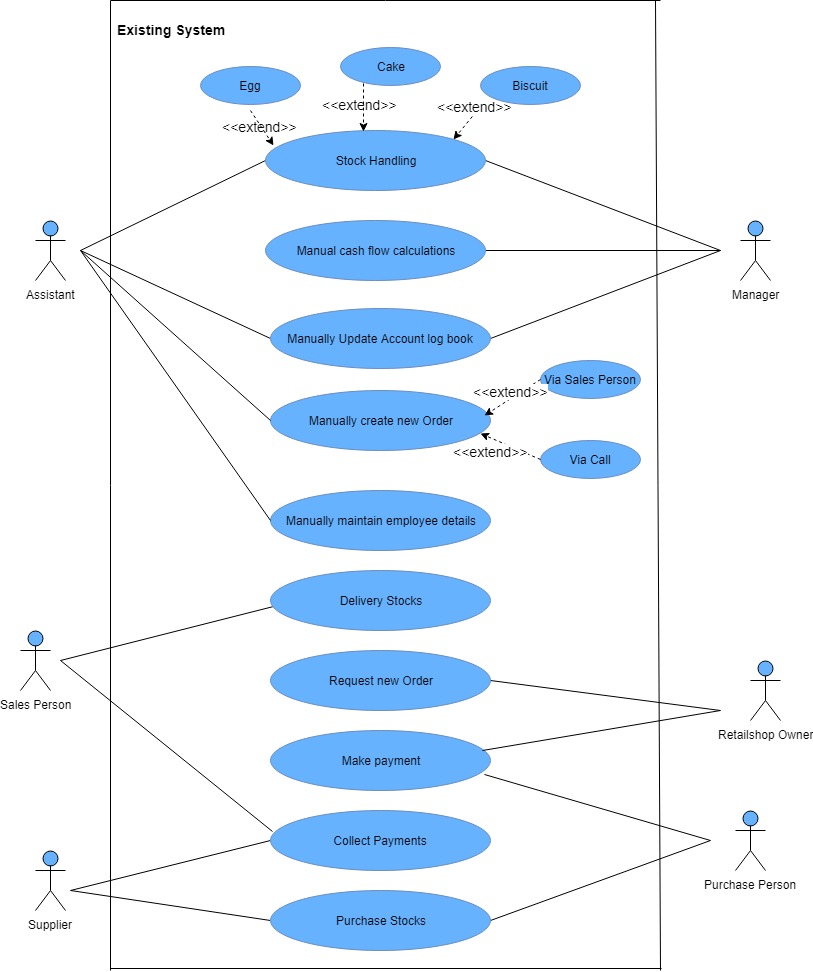 Existing System
Cake
Egg
Biscuit
<<extend>>
<<extend>>
<<extend>>
Stock Handling
Manual cash flow calculations
Assistant
Manager
Manually Update Account log book
Via Sales Person
<<extend>>
Manually create new Order
<<extend>>
Via Call
Manually maintain employee details
Delivery Stocks
Request new Order
Sales Person
Retailshop Owner
Make payment
Collect Payments
Purchase Person
Purchase Stocks
Supplier